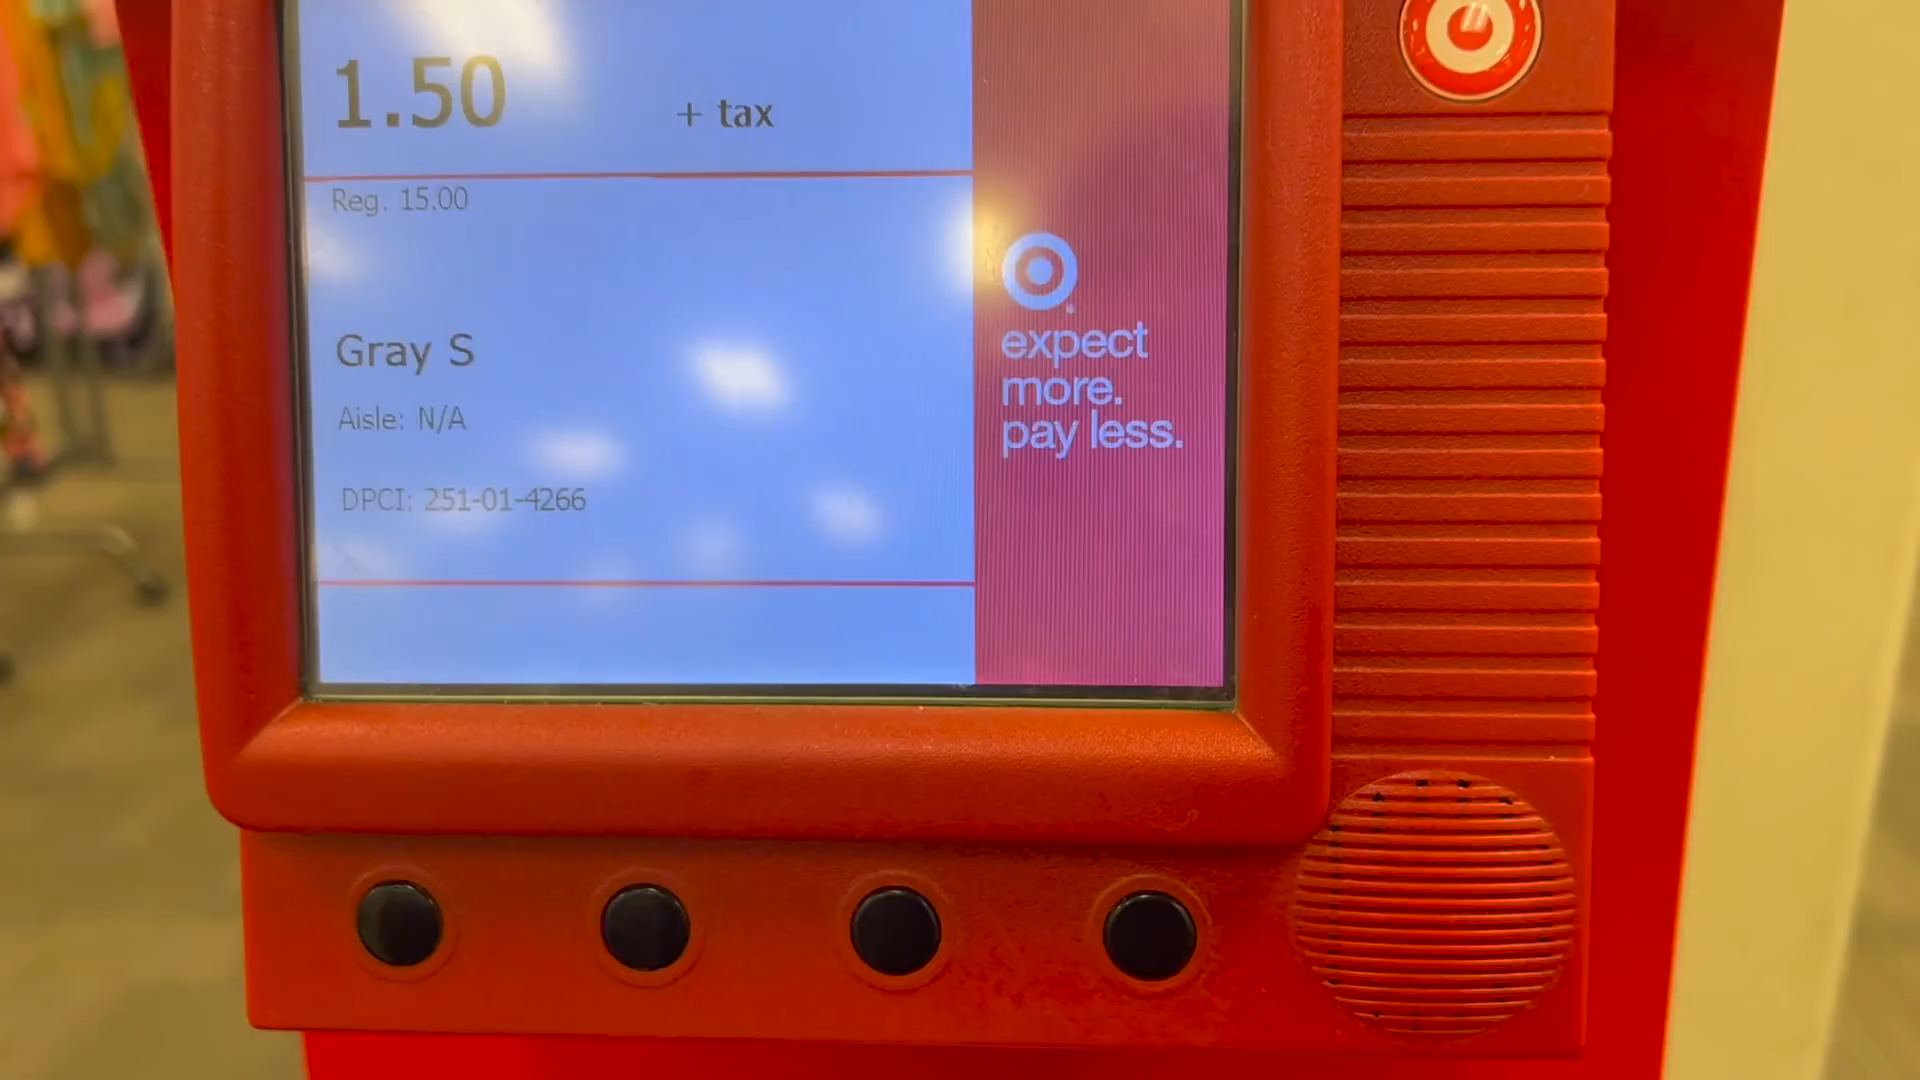 1.50 + tax
Reg. 15.00
Gray S
Aisle: N/A
DPCI: 251-01-4266
expect
more.
pay less.